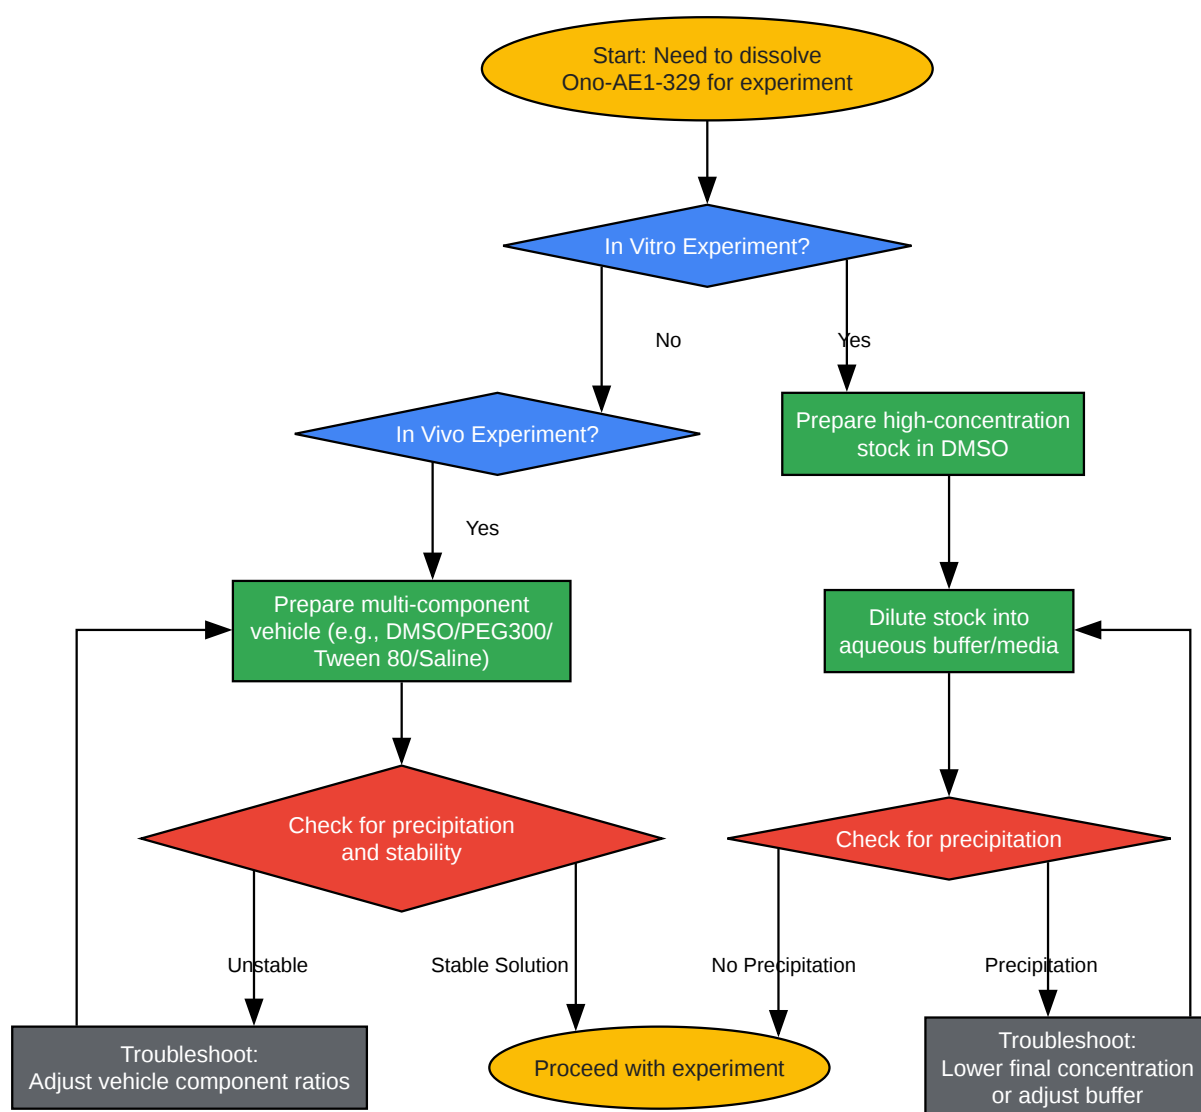 Start: Need to dissolve
Ono-AE1-329 for experiment
In Vitro Experiment?
No
Yes
In Vivo Experiment?
Prepare high-concentration
stock in DMSO
Yes
Prepare multi-component
vehicle (e.g., DMSO/PEG300/
Tween 80/Saline)
Dilute stock into
aqueous buffer/media
Check for precipitation
and stability
Check for precipitation
Unstable
Stable Solution
No Precipitation
Precipitation
Troubleshoot:
Adjust vehicle component ratios
Proceed with experiment
Troubleshoot:
Lower final concentration
or adjust buffer